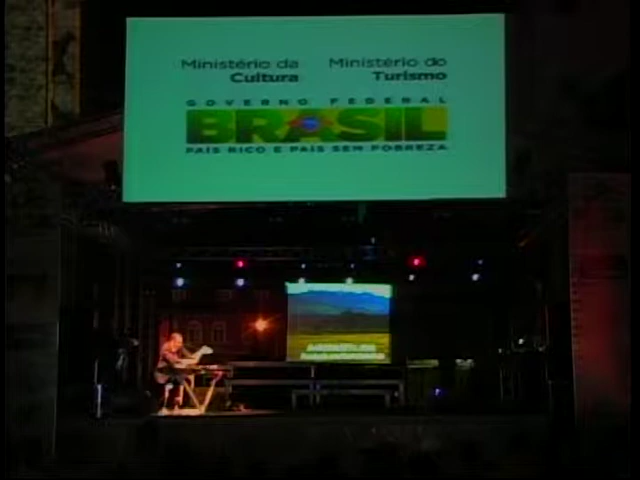 Ministério da Cultura
Ministério do Turismo
GOVERNO FEDERAL
BRASIL
PAÍS RICO É PAÍS SEM POBREZA